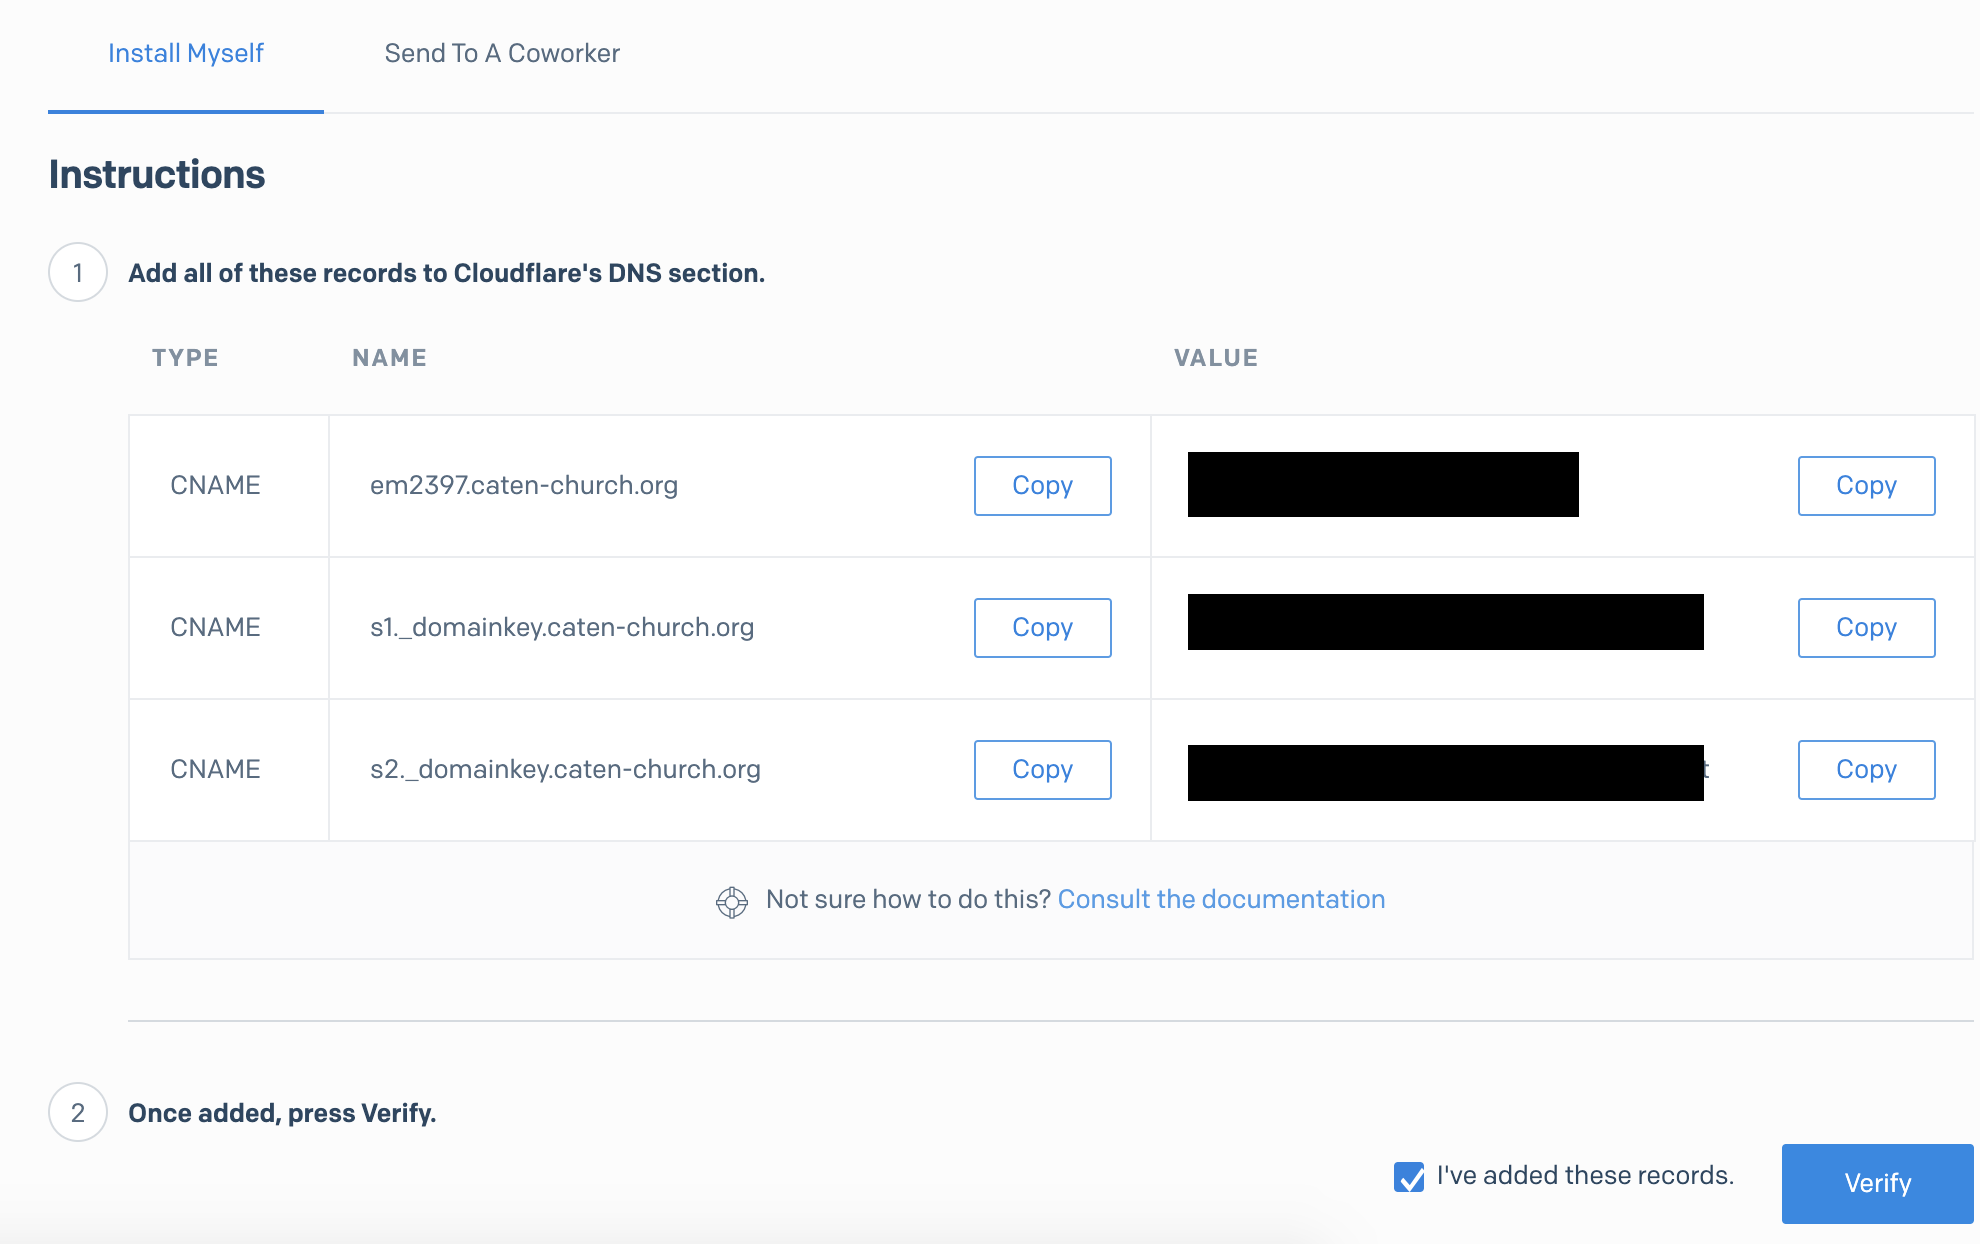 Install Myself
Send To A Coworker
Instructions
1
Add all of these records to Cloudflare's DNS section.
TYPE NAME VALUE
CNAME em2397.caten-church.org Copy Copy
CNAME s1._domainkey.caten-church.org Copy Copy
CNAME s2._domainkey.caten-church.org Copy t Copy
Not sure how to do this? Consult the documentation
2
Once added, press Verify.
I've added these records.
Verify